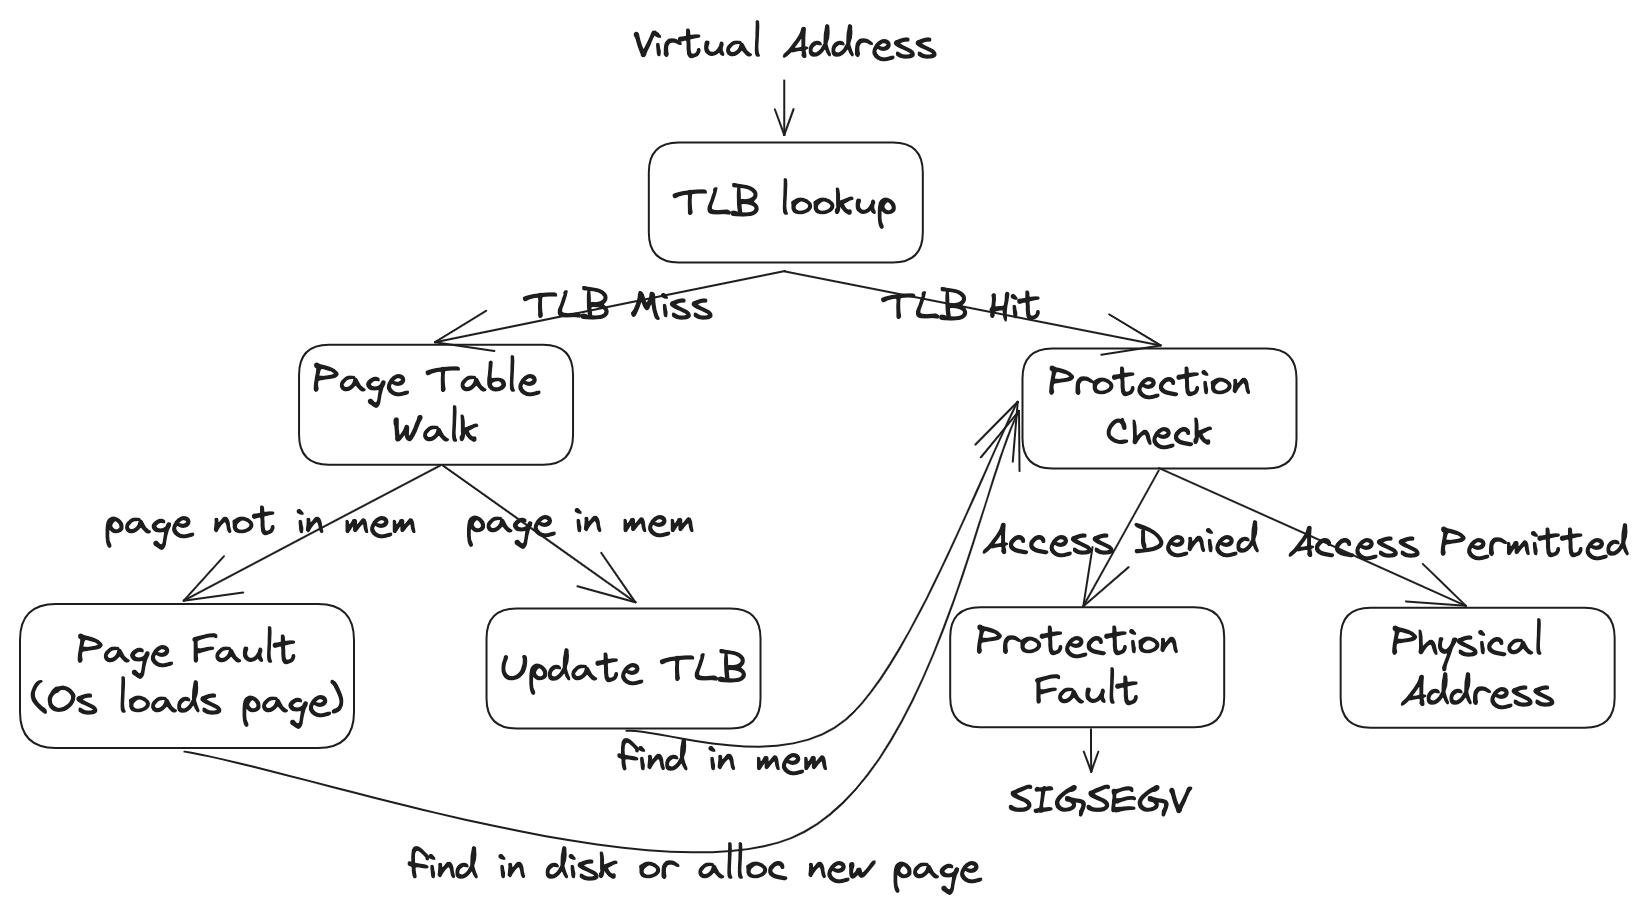 Virtual Address
TLB lookup
TLB Miss
TLB Hit
Page Table
Walk
Protection
Check
page not in mem
page in mem
Access Denied
Access Permitted
Page Fault
(Os loads page)
Update TLB
Protection
Fault
Physical
Address
find in mem
SIGSEGV
find in disk or alloc new page